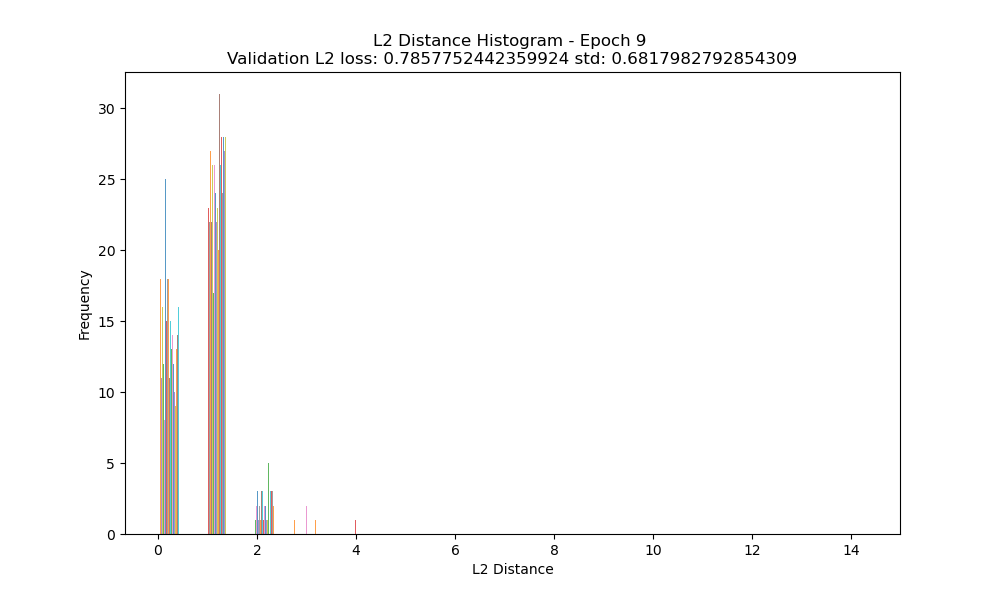 L2 Distance Histogram - Epoch 9
Validation L2 loss: 0.7857752442359924 std: 0.6817982792854309
30
25
20
15
10
5
0
Frequency
0 2 4 6 8 10 12 14
L2 Distance